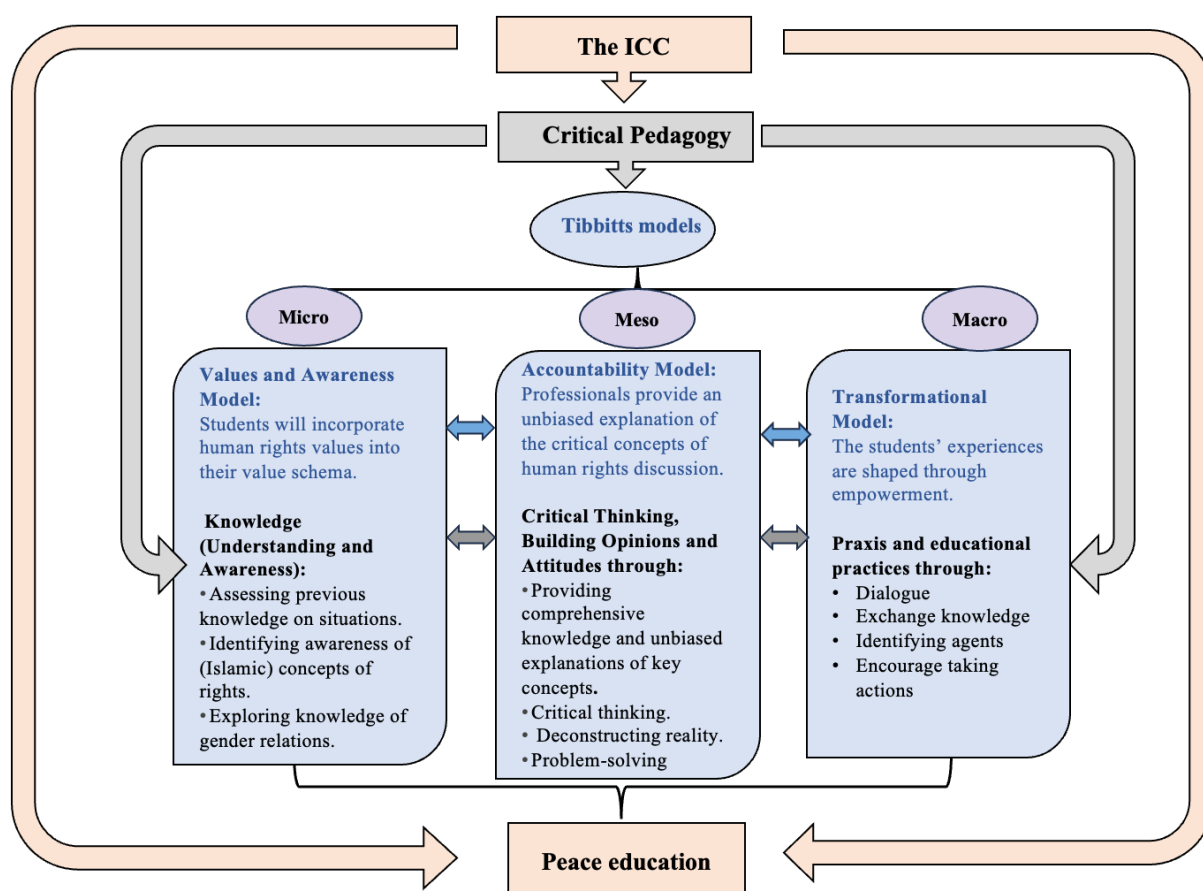 The ICC
Critical Pedagogy
Tibbitts models
Micro
Meso
Macro
Values and Awareness
Model:
Students will incorporate
human rights values into
their value schema.
Knowledge
(Understanding and
Awareness):
•Assessing previous
knowledge on situations.
•Identifying awareness of
(Islamic) concepts of
rights.
•Exploring knowledge of
gender relations.
Accountability Model:
Professionals provide an
unbiased explanation of
the critical concepts of
human rights discussion.
Critical Thinking,
Building Opinions and
Attitudes through:
•Providing
comprehensive
knowledge and unbiased
explanations of key
concepts.
•Critical thinking.
• Deconstructing reality.
•Problem-solving
Transformational
Model:
The students’ experiences
are shaped through
empowerment.
Praxis and educational
practices through:
• Dialogue
• Exchange knowledge
• Identifying agents
• Encourage taking
actions
Peace education